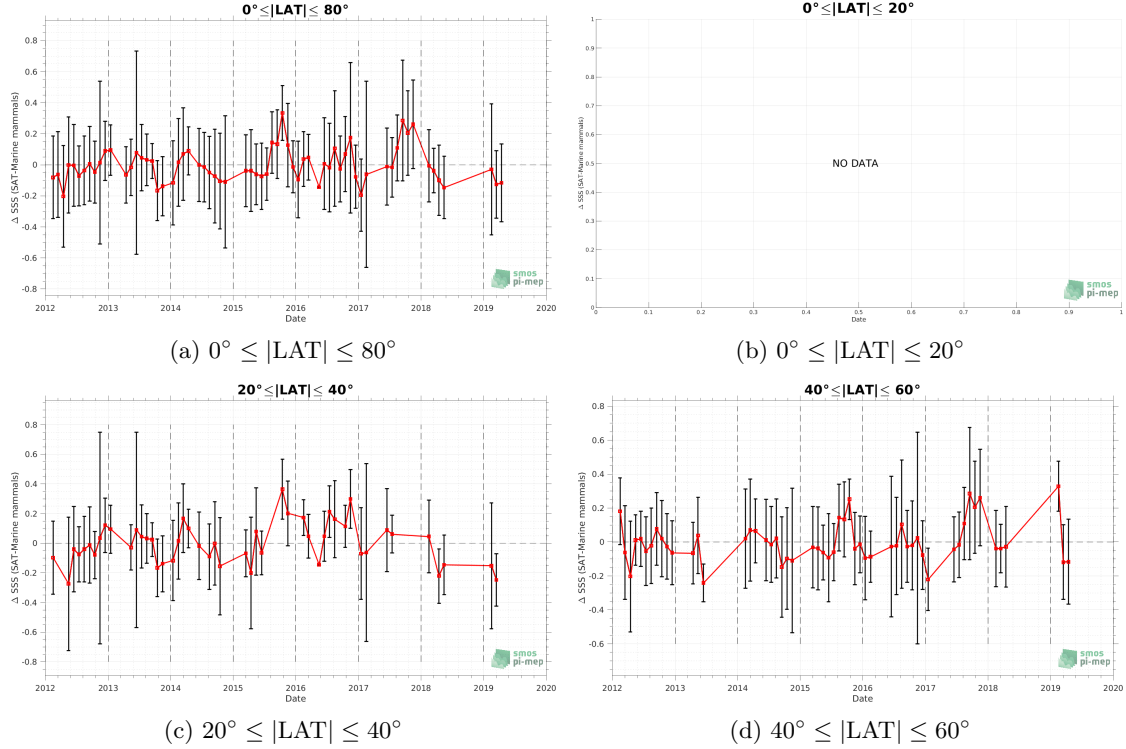 0°≤|LAT|≤ 80°
Δ SSS (SAT-Marine mammals)
0.8
0.6
0.4
0.2
0
-0.2
-0.4
-0.6
-0.8
2012 2013 2014 2015 2016 2017 2018 2019 2020
Date
smos
pi-mep
(a) 0° ≤ |LAT| ≤ 80°
0°≤|LAT|≤ 20°
Δ SSS (SAT-Marine mammals)
1
0.9
0.8
0.7
0.6
0.5
0.4
0.3
0.2
0.1
0
NO DATA
0 0.1 0.2 0.3 0.4 0.5 0.6 0.7 0.8 0.9 1
Date
smos
pi-mep
(b) 0° ≤ |LAT| ≤ 20°
20°≤|LAT|≤ 40°
Δ SSS (SAT-Marine mammals)
0.8
0.6
0.4
0.2
0
-0.2
-0.4
-0.6
-0.8
2012 2013 2014 2015 2016 2017 2018 2019 2020
Date
smos
pi-mep
(c) 20° ≤ |LAT| ≤ 40°
40°≤|LAT|≤ 60°
Δ SSS (SAT-Marine mammals)
0.8
0.6
0.4
0.2
0
-0.2
-0.4
-0.6
2012 2013 2014 2015 2016 2017 2018 2019 2020
Date
smos
pi-mep
(d) 40° ≤ |LAT| ≤ 60°